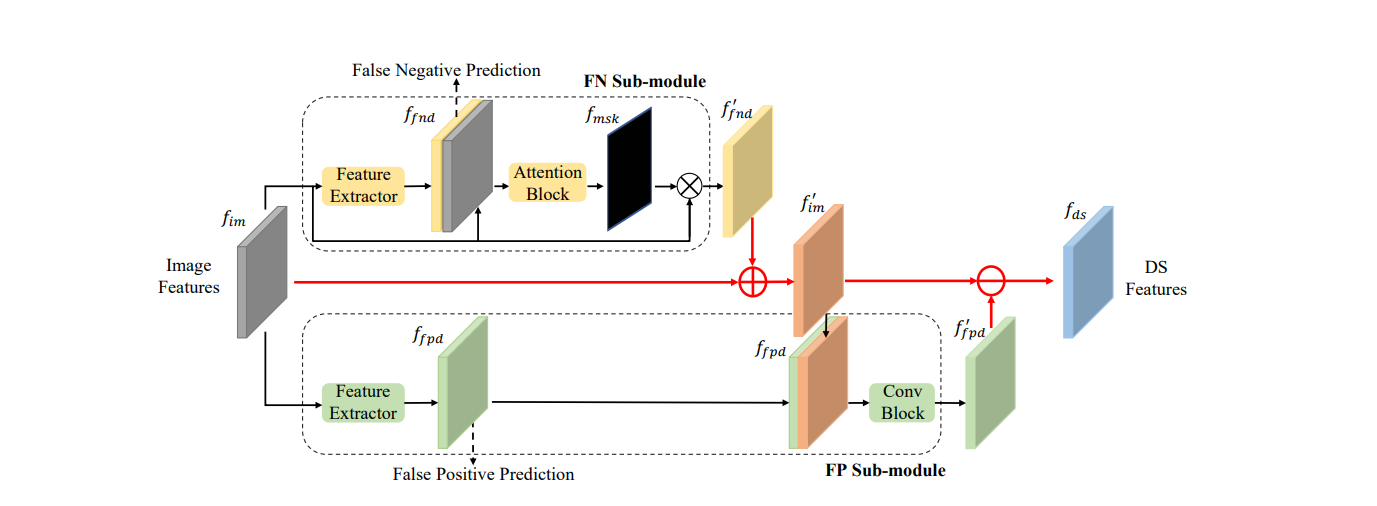 False Negative Prediction
FN Sub-module
f_{fnd}
f_{msk}
f'_{fnd}
Feature
Extractor
Attention
Block
f_{im}
f'_{im}
f_{ds}
Image
Features
DS
Features
f_{fpd}
f_{fpd}
f'_{fpd}
Feature
Extractor
Conv
Block
False Positive Prediction
FP Sub-module